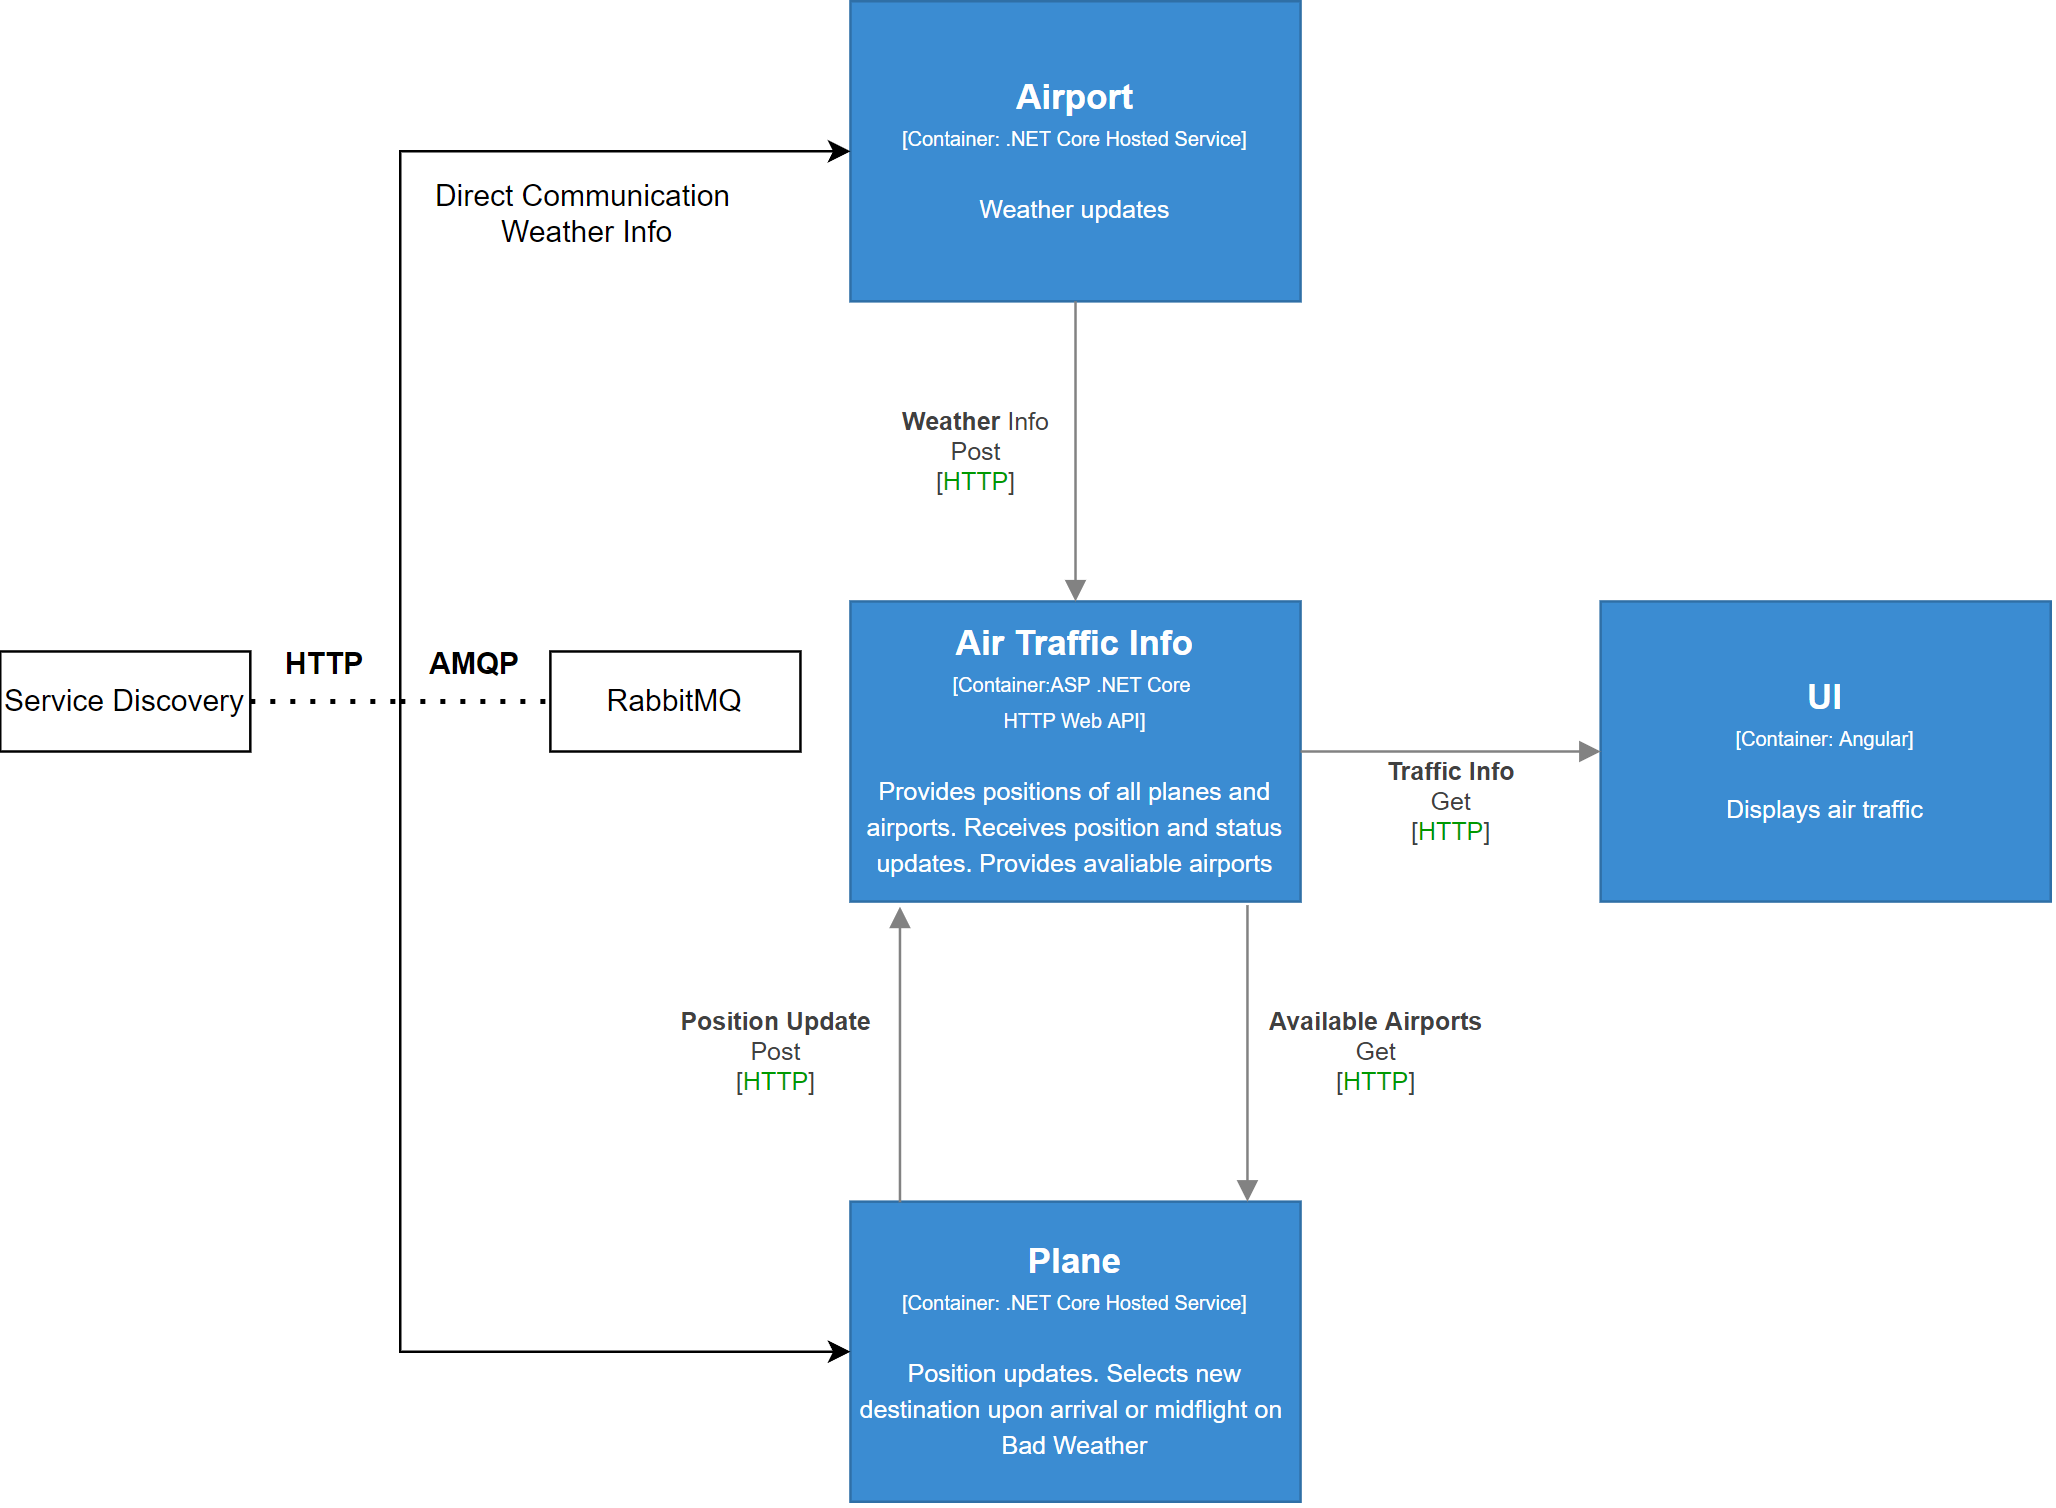 Airport
[Container: .NET Core Hosted Service]
Weather updates
Direct Communication
Weather Info
Weather Info
Post
[HTTP]
Service Discovery
HTTP
AMQP
RabbitMQ
Air Traffic Info
[Container:ASP .NET Core
HTTP Web API]
Provides positions of all planes and
airports. Receives position and status
updates. Provides avaliable airports
Traffic Info
Get
[HTTP]
UI
[Container: Angular]
Displays air traffic
Position Update
Post
[HTTP]
Available Airports
Get
[HTTP]
Plane
[Container: .NET Core Hosted Service]
Position updates. Selects new
destination upon arrival or midflight on
Bad Weather